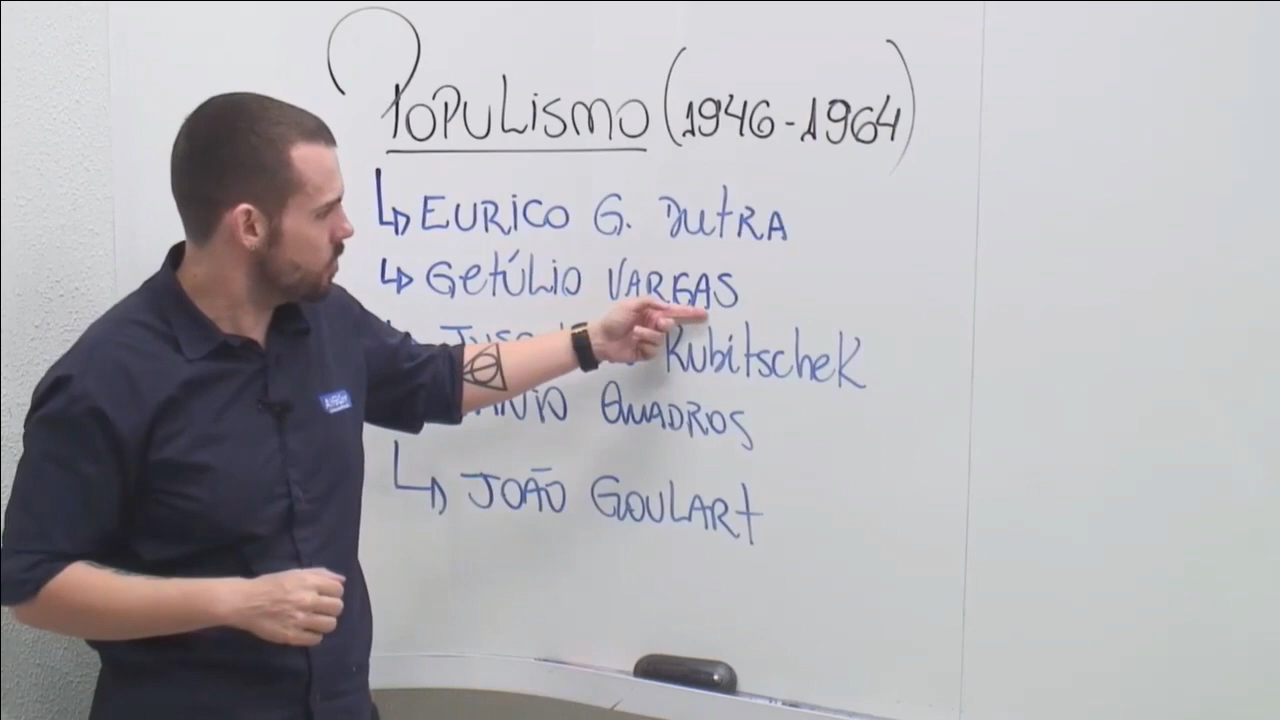 POPULISMO (1946-1964)
EURICO G. DUTRA
GETÚLIO VARGAS
KUBITSCHEK
QUADROS
JOÃO GOULART